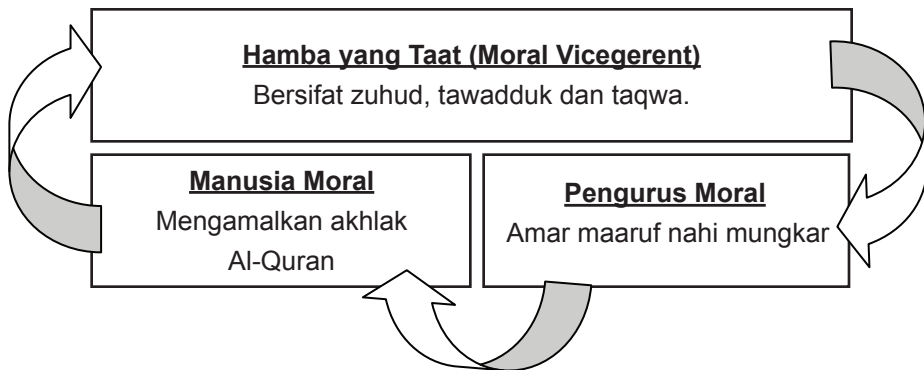 Hamba yang Taat (Moral Vicegerent)
Bersifat zuhud, tawadduk dan taqwa.
Manusia Moral
Mengamalkan akhlak
Al-Quran
Pengurus Moral
Amar maaruf nahi mungkar